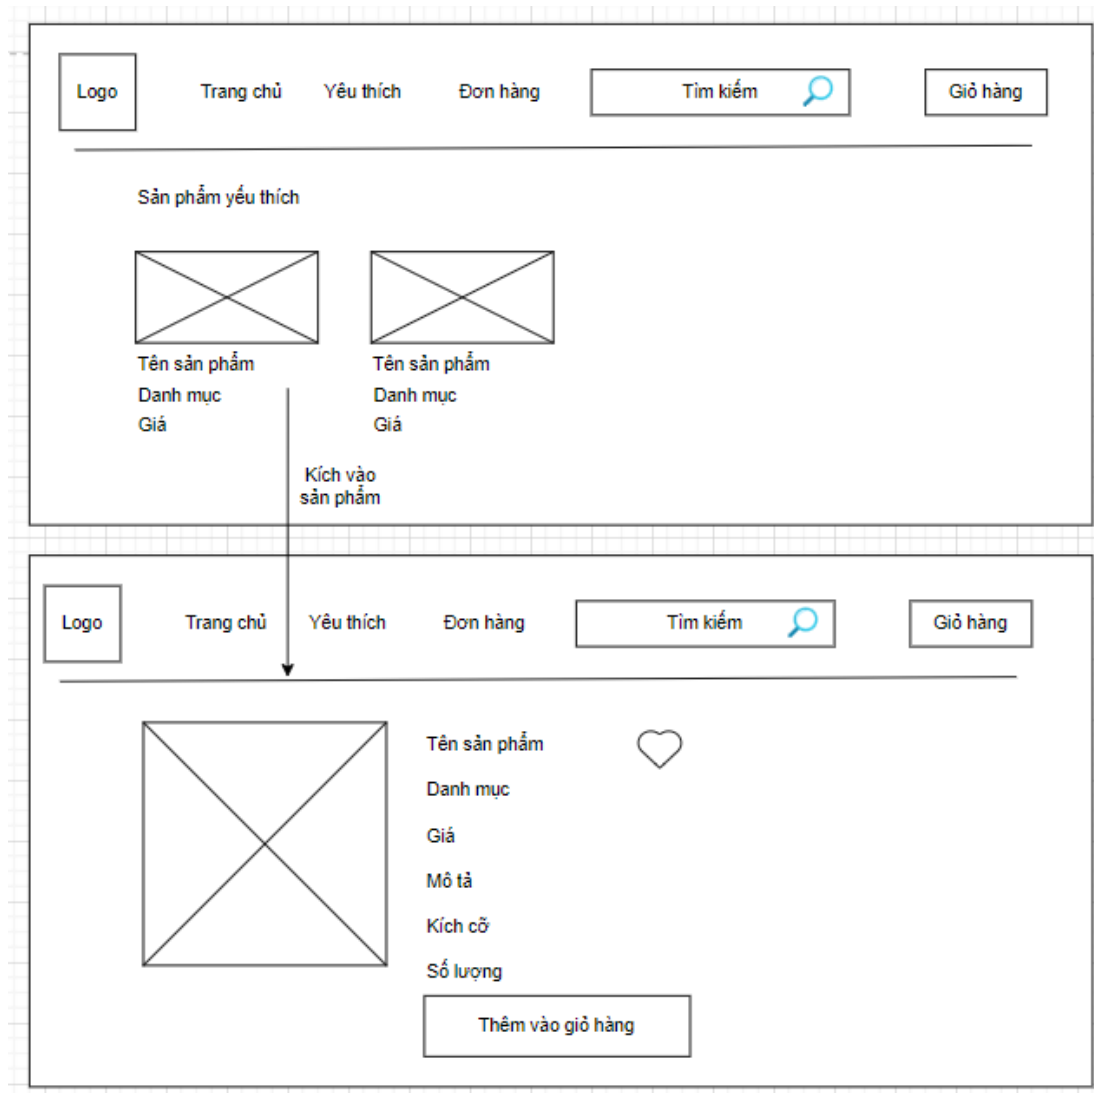 Logo
Trang chủ
Yêu thích
Đơn hàng
Tìm kiếm
Giỏ hàng
Sản phẩm yếu thích
Tên sản phẩm
Danh mục
Giá
Tên sản phẩm
Danh mục
Giá
Kích vào
sản phẩm
Logo
Trang chủ
Yêu thích
Đơn hàng
Tìm kiếm
Giỏ hàng
Tên sản phẩm
Danh mục
Giá
Mô tả
Kích cỡ
Số lượng
Thêm vào giỏ hàng